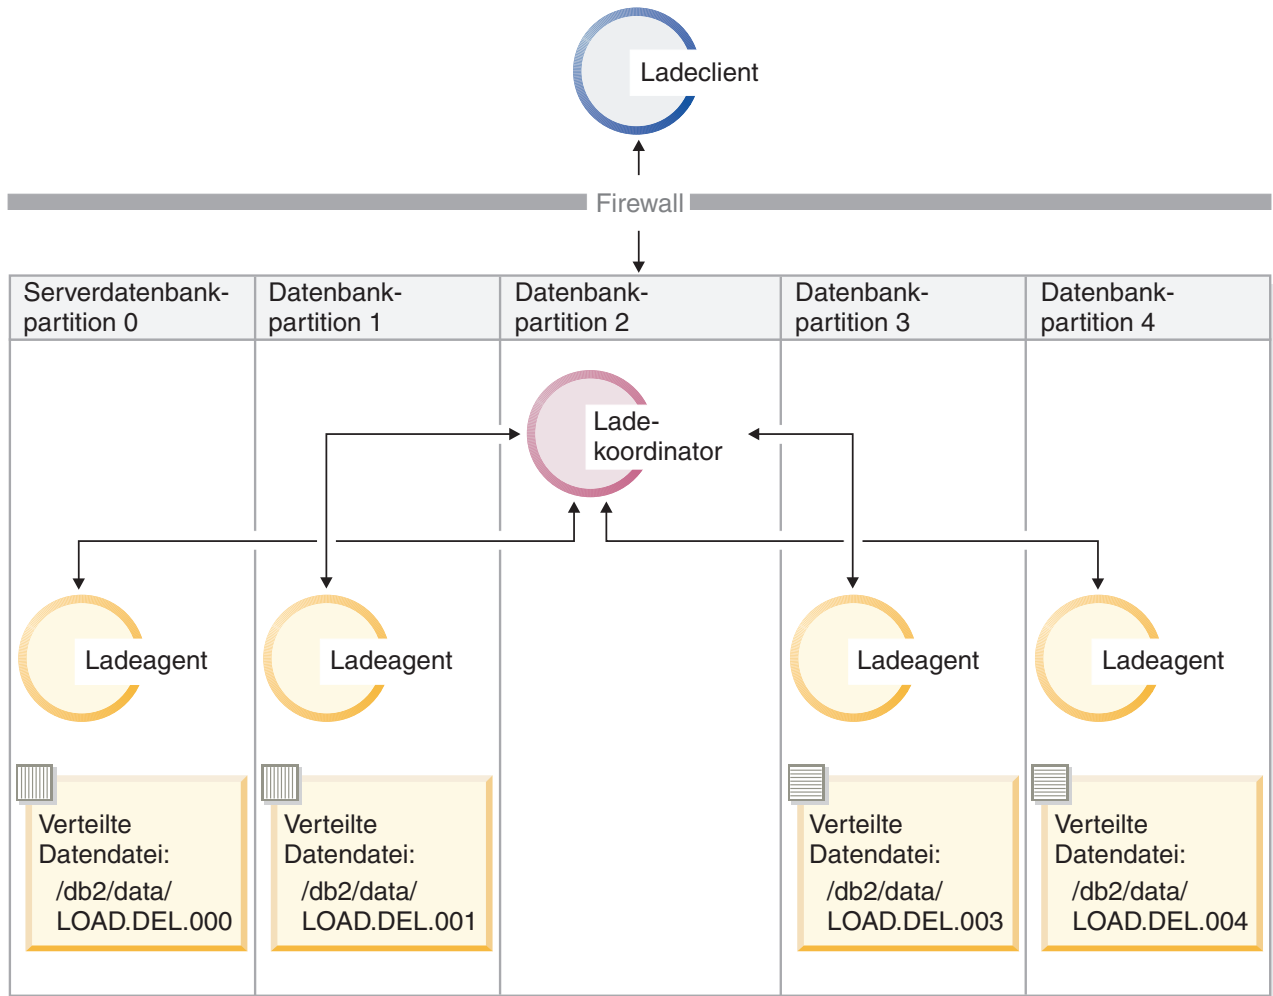 Ladeclient
Firewall
Serverdatenbank-
partition 0
Datenbank-
partition 1
Datenbank-
partition 2
Datenbank-
partition 3
Datenbank-
partition 4
Lade-
koordinator
Ladeagent
Ladeagent
Ladeagent
Ladeagent
Verteilte
Datendatei:
/db2/data/
LOAD.DEL.000
Verteilte
Datendatei:
/db2/data/
LOAD.DEL.001
Verteilte
Datendatei:
/db2/data/
LOAD.DEL.003
Verteilte
Datendatei:
/db2/data/
LOAD.DEL.004